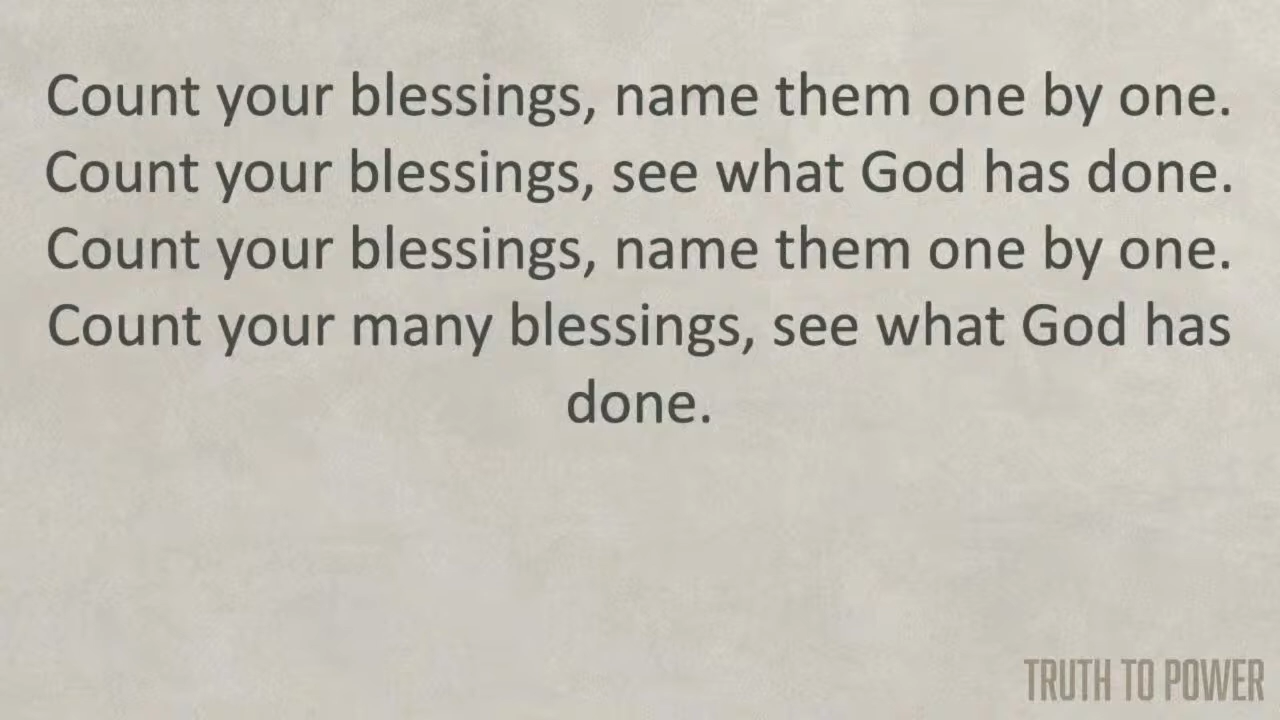 Count your blessings, name them one by one.
Count your blessings, see what God has done.
Count your blessings, name them one by one.
Count your many blessings, see what God has
done.
TRUTH TO POWER